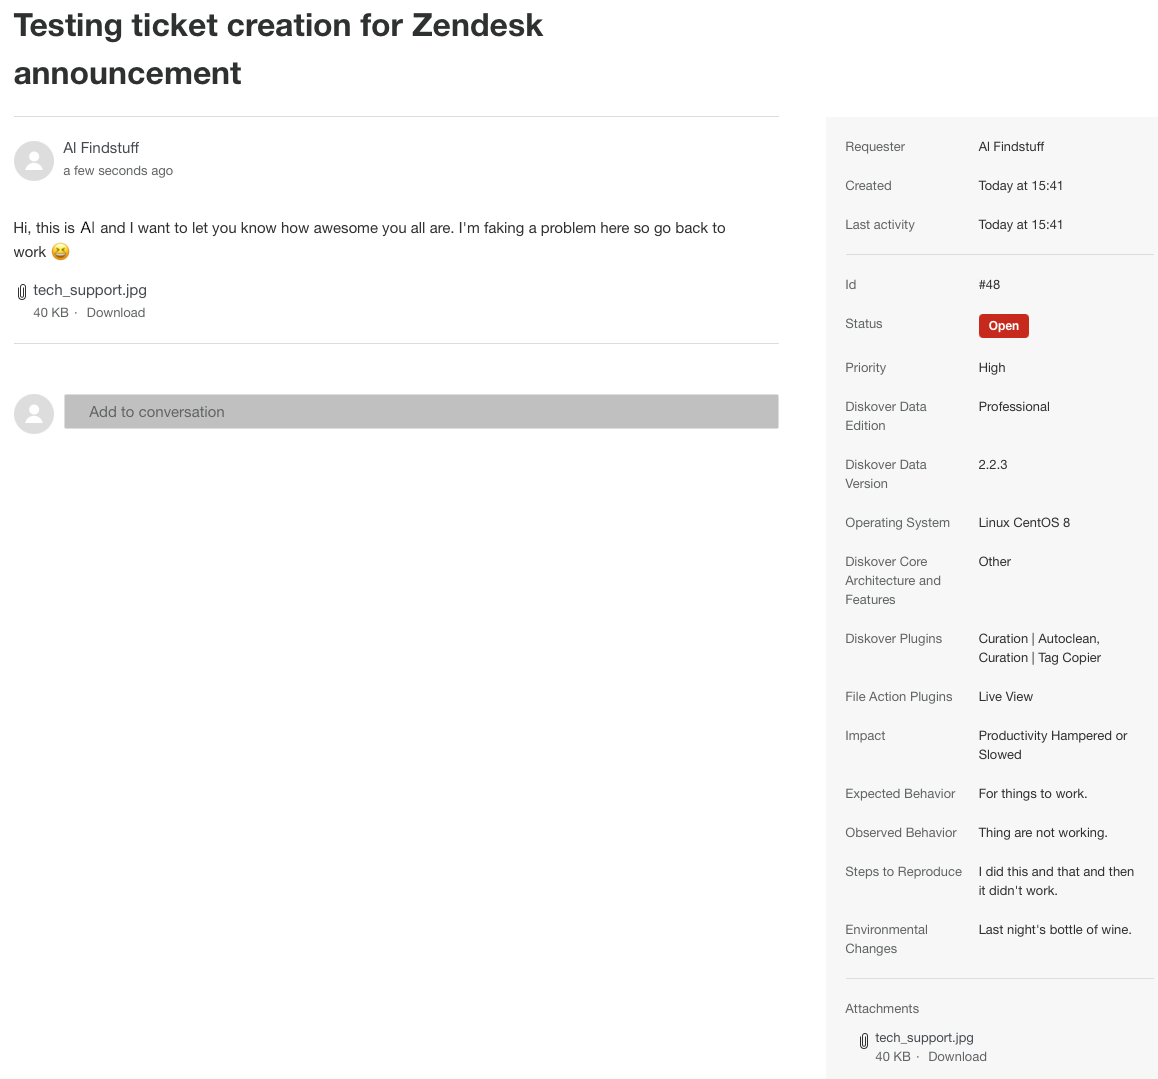 Testing ticket creation for Zendesk
announcement
Al Findstuff
a few seconds ago
Hi, this is Al and I want to let you know how awesome you all are. I'm faking a problem here so go back to
work 😆
tech_support.jpg
40 KB · Download
Add to conversation
Requester Al Findstuff
Created Today at 15:41
Last activity Today at 15:41
Id #48
Status Open
Priority High
Diskover Data Professional
Edition
Diskover Data 2.2.3
Version
Operating System Linux CentOS 8
Diskover Core Other
Architecture and
Features
Diskover Plugins Curation | Autoclean,
Curation | Tag Copier
File Action Plugins Live View
Impact Productivity Hampered or
Slowed
Expected Behavior For things to work.
Observed Behavior Thing are not working.
Steps to Reproduce I did this and that and then
it didn't work.
Environmental Last night's bottle of wine.
Changes
Attachments
tech_support.jpg
40 KB · Download